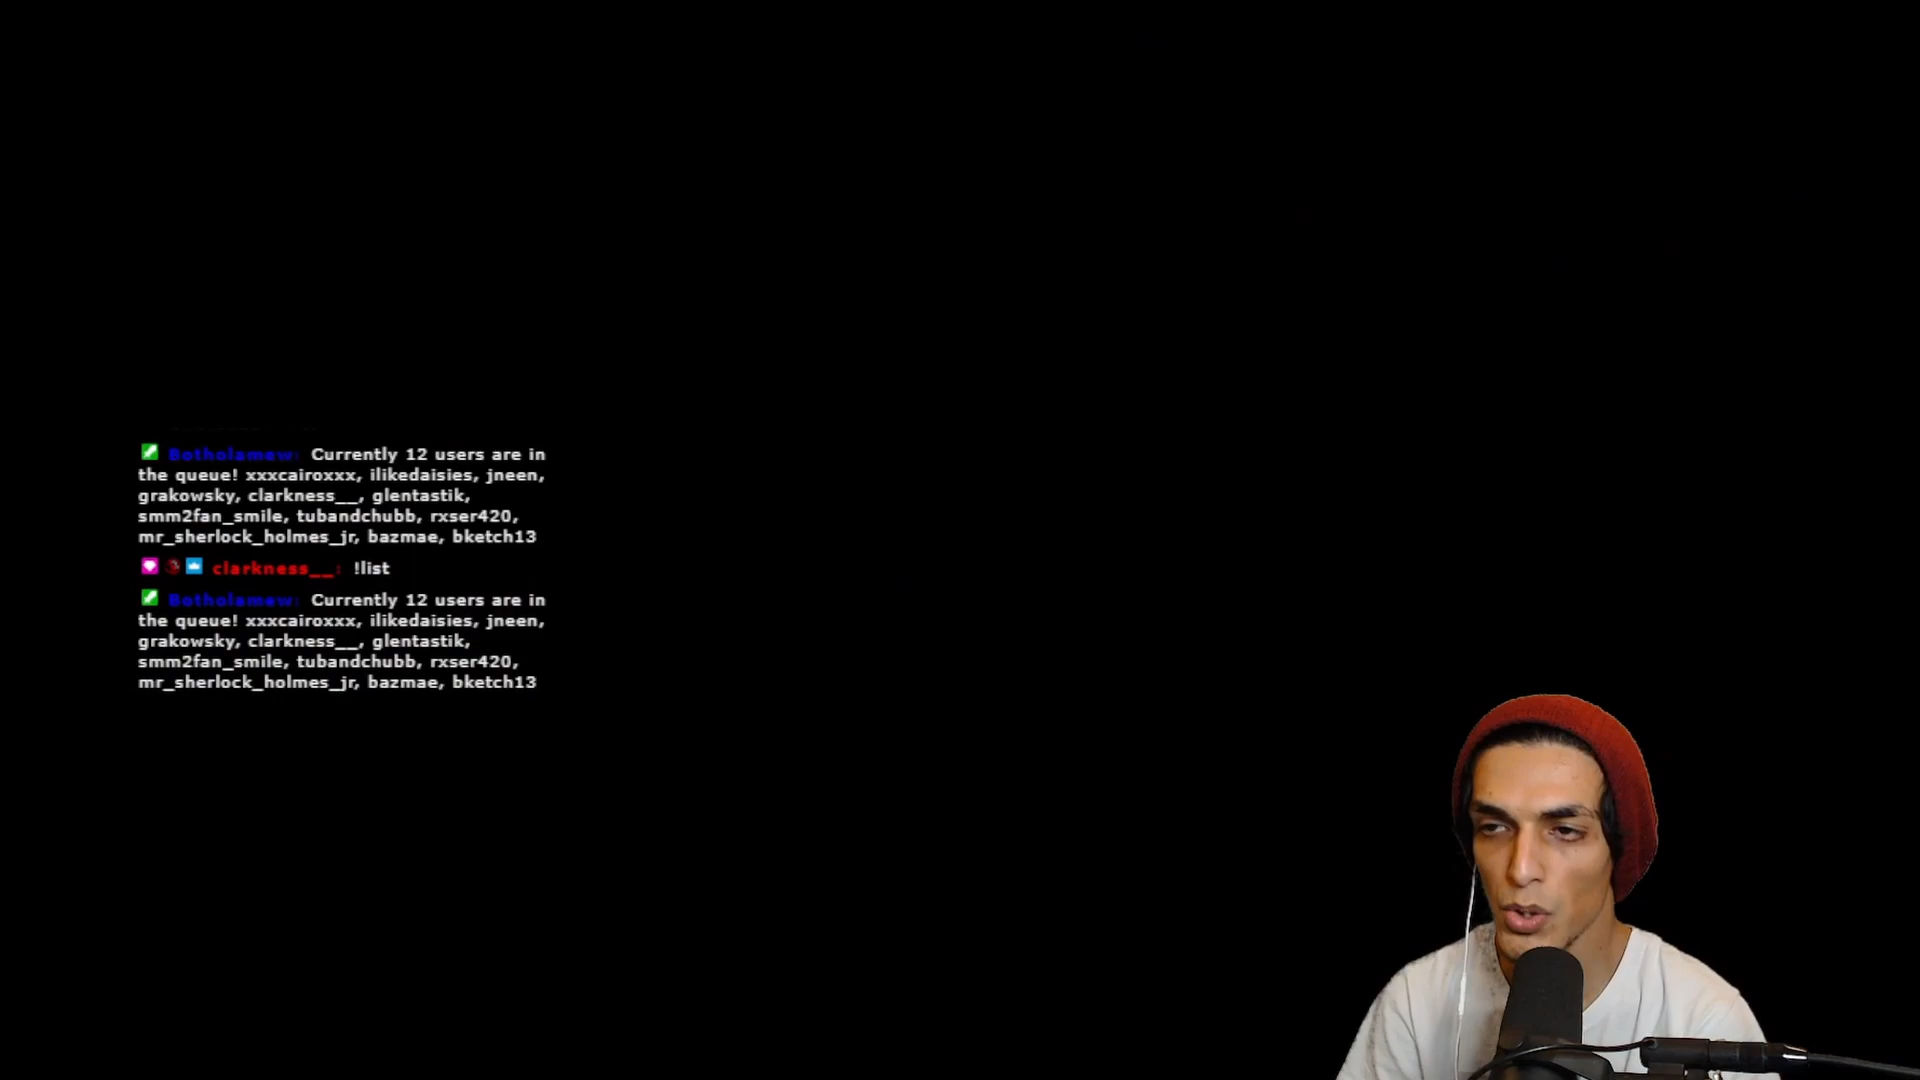 Botholamew: Currently 12 users are in
the queue! xxxcairoxxx, ilikedaisies, jneen,
grakowsky, clarkness__, glentastik,
smm2fan_smile, tubandchubb, rxser420,
mr_sherlock_holmes_jr, bazmae, bketch13
clarkness__: !list
Botholamew: Currently 12 users are in
the queue! xxxcairoxxx, ilikedaisies, jneen,
grakowsky, clarkness__, glentastik,
smm2fan_smile, tubandchubb, rxser420,
mr_sherlock_holmes_jr, bazmae, bketch13